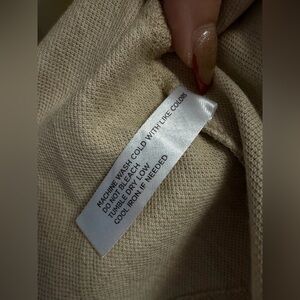 MACHINE WASH COLD WITH LIKE COLORS
DO NOT BLEACH
TUMBLE DRY LOW
COOL IRON IF NEEDED